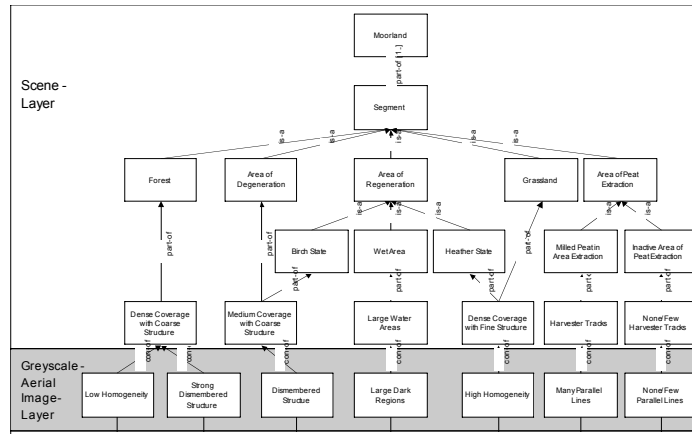 Moorland
part-of [1..]
Scene -
Layer
Segment
is-a
is-a
is-a
is-a
is-a
Forest
Area of
Degeneration
Area of
Regeneration
Grassland
Area of Peat
Extraction
is-a
is-a
is-a
is-a
is-a
part-of
part-of
part-of
Birch State
Wet Area
Heather State
Milled Peat in
Area Extraction
Inactive Area of
Peat Extraction
part-of
part-of
part-of
part-of
part-of
Dense Coverage
with Coarse
Structure
Medium Coverage
with Coarse
Structure
Large Water
Areas
Dense Coverage
with Fine Structure
Harvester Tracks
None/Few
Harvester Tracks
con-of
con-of
con-of
con-of
con-of
con-of
con-of
Greyscale -
Aerial
Image-
Layer
Low Homogeneity
Strong
Dismembered
Structure
Dismembered
Structue
Large Dark
Regions
High Homogeneity
Many Parallel
Lines
None/Few
Parallel Lines